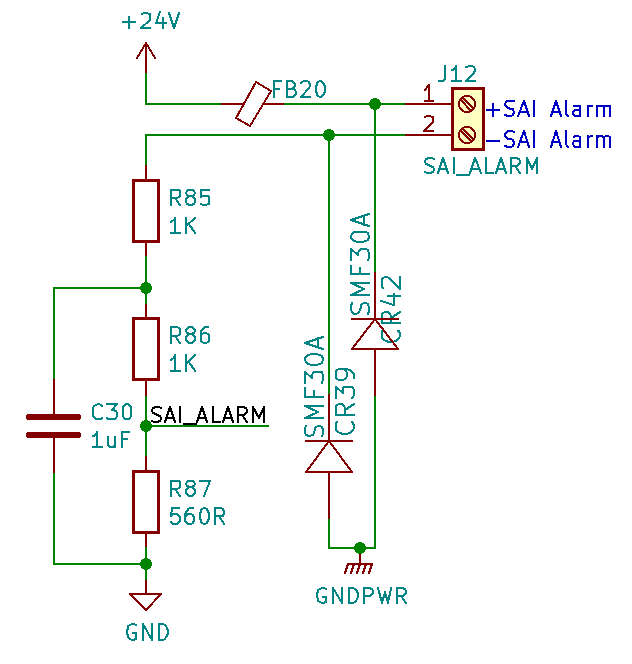 +24V
FB20
J12
1
+SAI Alarm
2
-SAI Alarm
SAI_ALARM
R85
1K
SMF30A
CR42
R86
1K
SMF30A
CR39
C30
1uF
SAI_ALARM
R87
560R
GNDPWR
GND